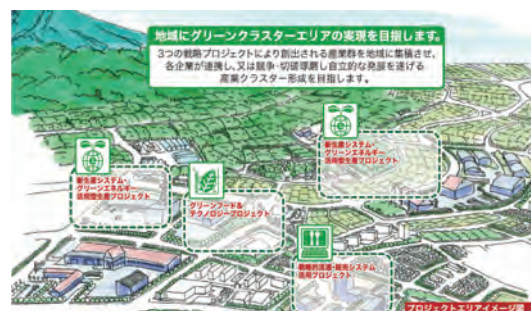 地域にグリーンクラスターエリアの実現を目指します。
3つの戦略プロジェクトにより創出される産業群を地域に集積させ、
各企業が連携し、又は競争・切磋琢磨し自立的な発展を遂げる
産業クラスター形成を目指します。
新生産システム・
グリーンエネルギー
活用型生産プロジェクト
新生産システム・
グリーンエネルギー
活用型生産プロジェクト
グリーンフード&
テクノロジープロジェクト
戦略的流通・販売システム
活用プロジェクト
プロジェクトエリアイメージ図